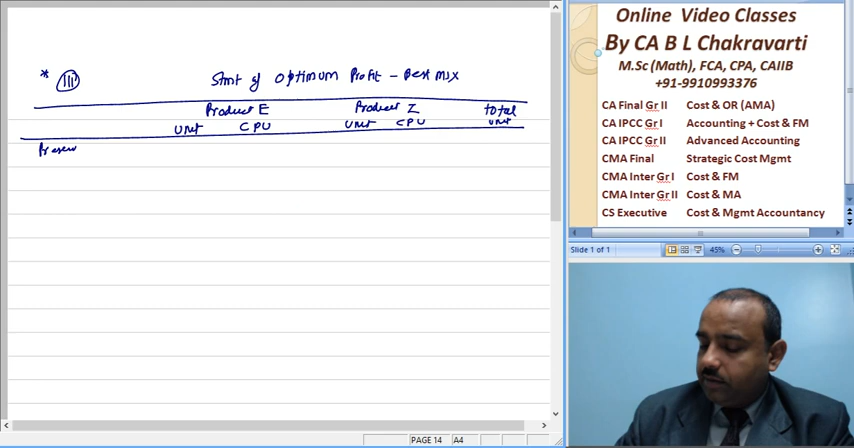 * (III) Stmt of optimum Profit - Best mix
Product E Product Z Total
Unit CPU Unit CPU Unit
Presen
PAGE 14 A4
Online Video Classes
By CA B L Chakravarti
M.Sc (Math), FCA, CPA, CAIIB
+91-9910993376
CA Final Gr II Cost & OR (AMA)
CA IPCC Gr I Accounting + Cost & FM
CA IPCC Gr II Advanced Accounting
CMA Final Strategic Cost Mgmt
CMA Inter Gr I Cost & FM
CMA Inter Gr II Cost & MA
CS Executive Cost & Mgmt Accountancy
Slide 1 of 1 45%